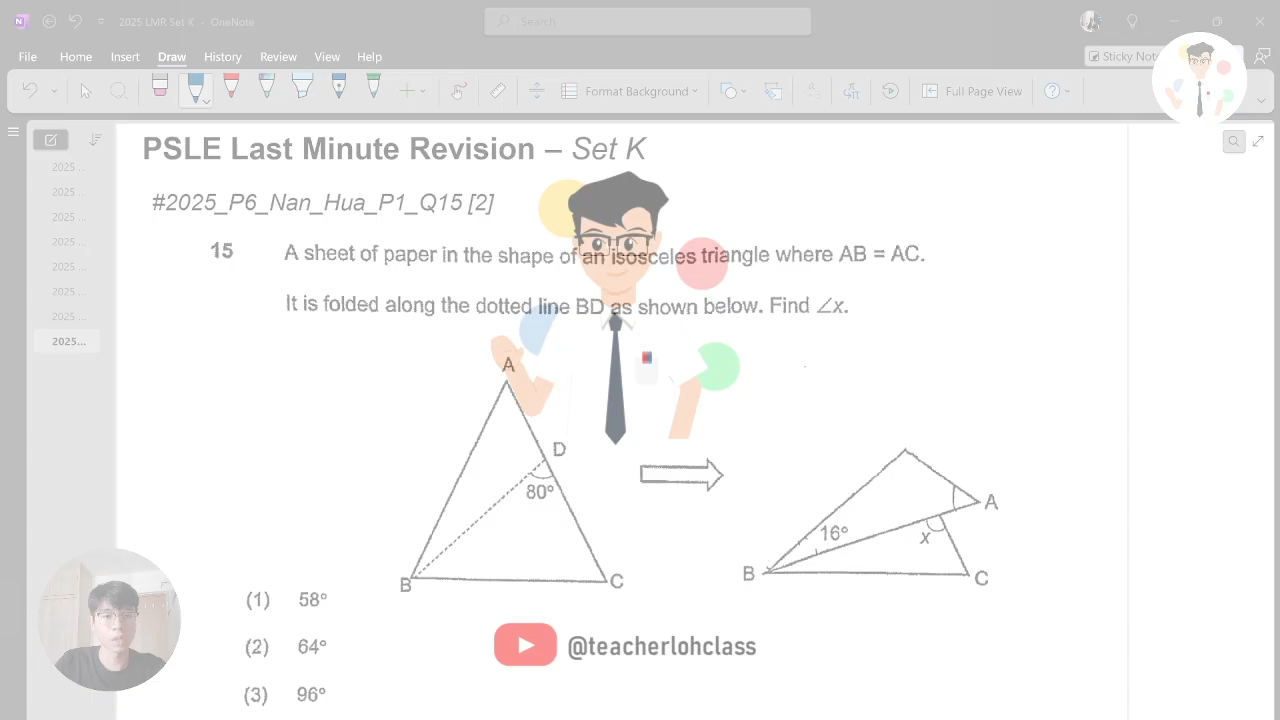 2025 LMR Set K - OneNote
Search
File Home Insert Draw History Review View Help
Sticky Note
Format Background
Full Page View
PSLE Last Minute Revision – Set K
#2025_P6_Nan_Hua_P1_Q15 [2]
15 A sheet of paper in the shape of an isosceles triangle where AB = AC.
It is folded along the dotted line BD as shown below. Find ∠x.
A
D
80°
B
C
16°
A
x
B
C
(1) 58°
(2) 64°
(3) 96°
@teacherlohclass
2025 ...
2025 ...
2025 ...
2025 ...
2025 ...
2025 ...
2025 ...
2025...